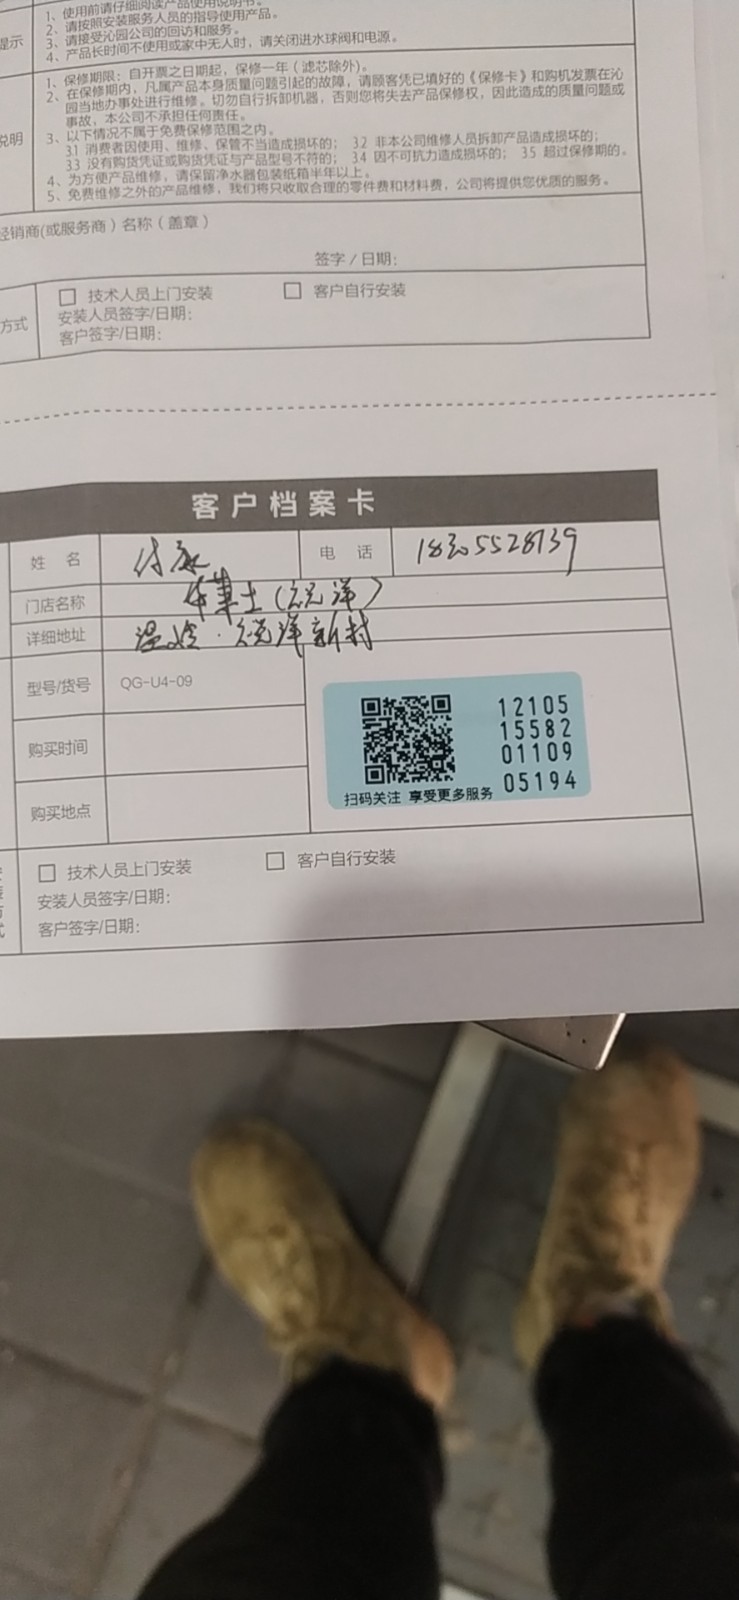 1、使用前请仔细阅读产品使用说明书。
2、请按照安装服务人员的指导使用产品。
提示
3、请接受沁园公司的回访和服务。
4、产品长时间不使用或家中无人时，请关闭进水球阀和电源。
1、保修期限：自开票之日期起，保修一年（滤芯除外）。
2、在保修期内，凡属产品本身质量问题引起的故障，请顾客凭已填好的《保修卡》和购机发票在沁
园当地办事处进行维修。切勿自行拆卸机器，否则您将失去产品保修权，因此造成的质量问题或
事故，本公司不承担任何责任。
说明
3、以下情况不属于免费保修范围之内。
3.1 消费者因使用、维修、保管不当造成损坏的； 3.2 非本公司维修人员拆卸产品造成损坏的；
3.3 没有购货凭证或购货凭证与产品型号不符的； 3.4 因不可抗力造成损坏的； 3.5 超过保修期的。
4、为方便产品维修，请保留净水器包装纸箱半年以上。
5、免费维修之外的产品维修，我们将只收取合理的零件费和材料费，公司将提供您优质的服务。
经销商(或服务商）名称（盖章）
签字 / 日期：
方式
技术人员上门安装 客户自行安装
安装人员签字/日期：
客户签字/日期：
客户档案卡
姓 名 付 电 话 18305528739
门店名称 牛 士（ 洋）
详细地址 温岭· 洋新村
型号/货号 QG-U4-09
12105
15582
01109
05194
扫码关注 享受更多服务
购买时间
购买地点
装方式
技术人员上门安装 客户自行安装
安装人员签字/日期：
客户签字/日期：